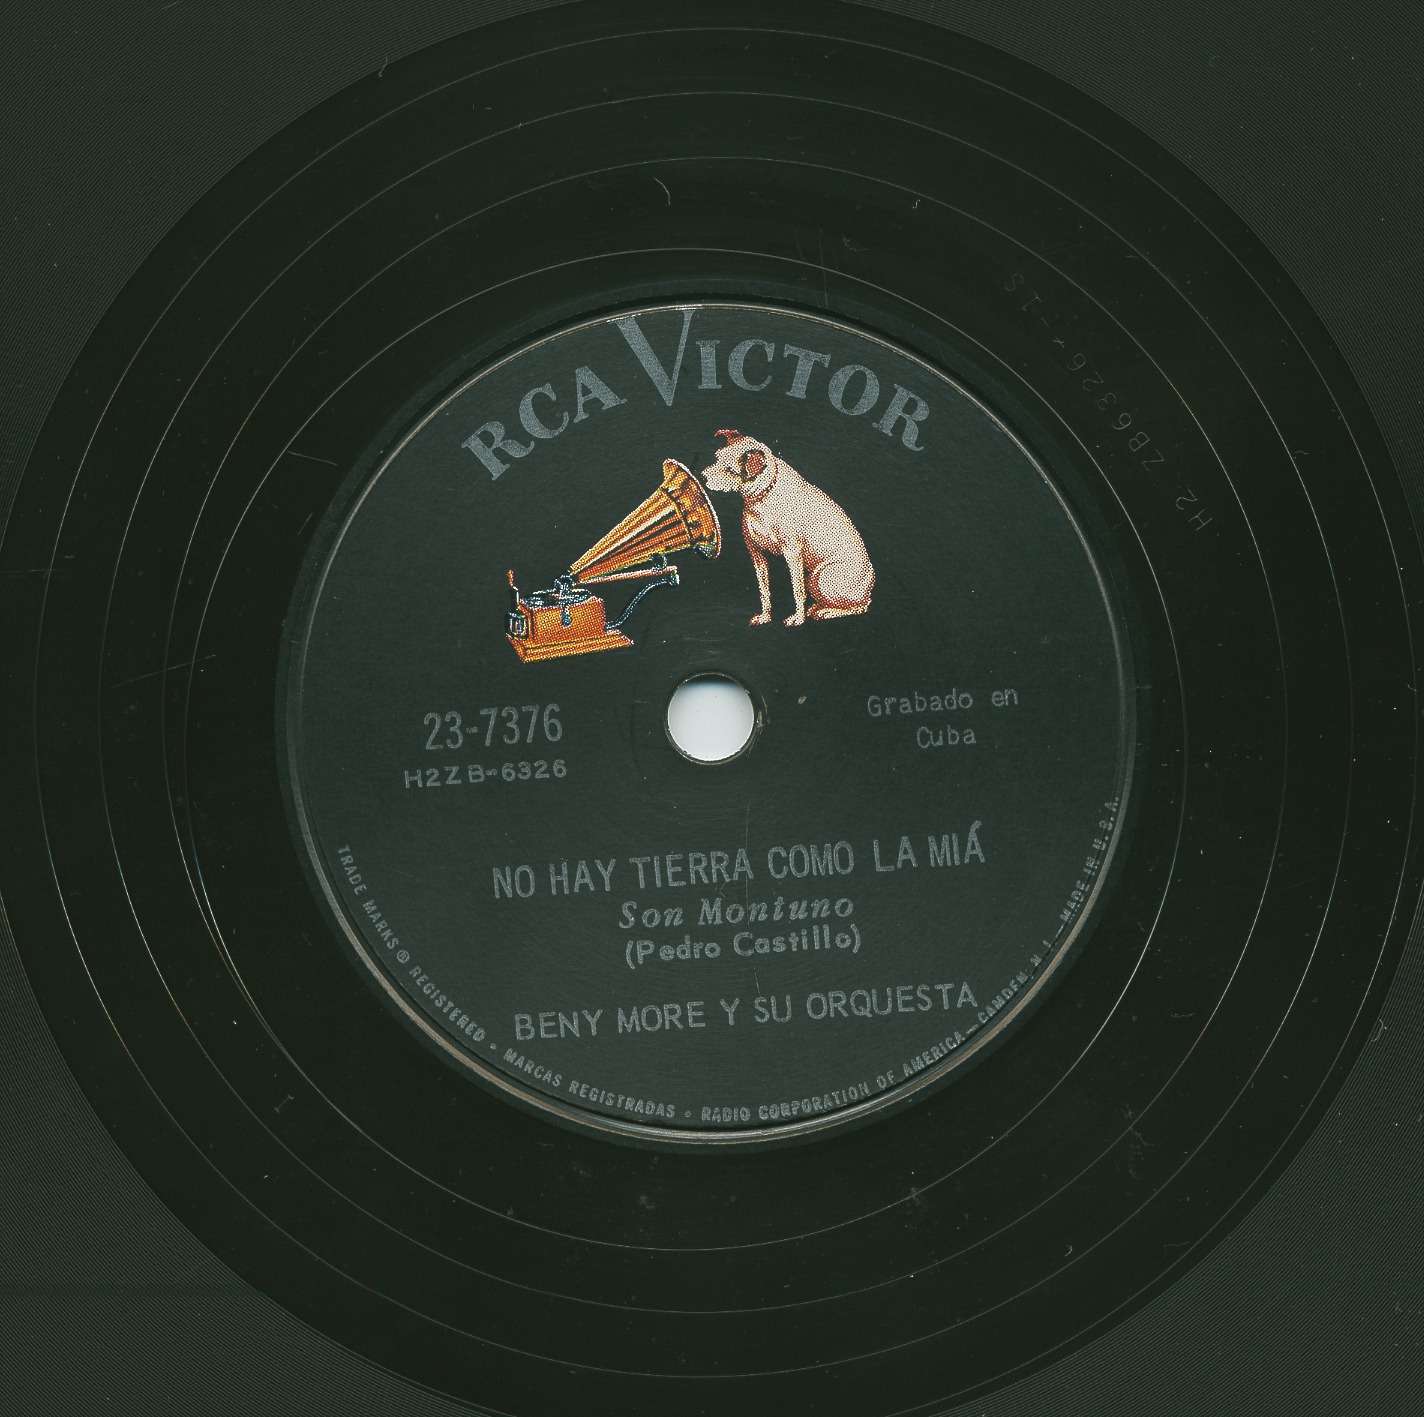 RCA VICTOR
23-7376
H2ZB-6326
Grabado en
Cuba
NO HAY TIERRA COMO LA MIÁ
Son Montuno
(Pedro Castillo)
BENY MORE Y SU ORQUESTA
TRADE MARKS ® REGISTERED • MARCAS REGISTRADAS • RADIO CORPORATION OF AMERICA—CAMDEN, N. J.—MADE IN U. S. A.
H2 ZB6326-1S